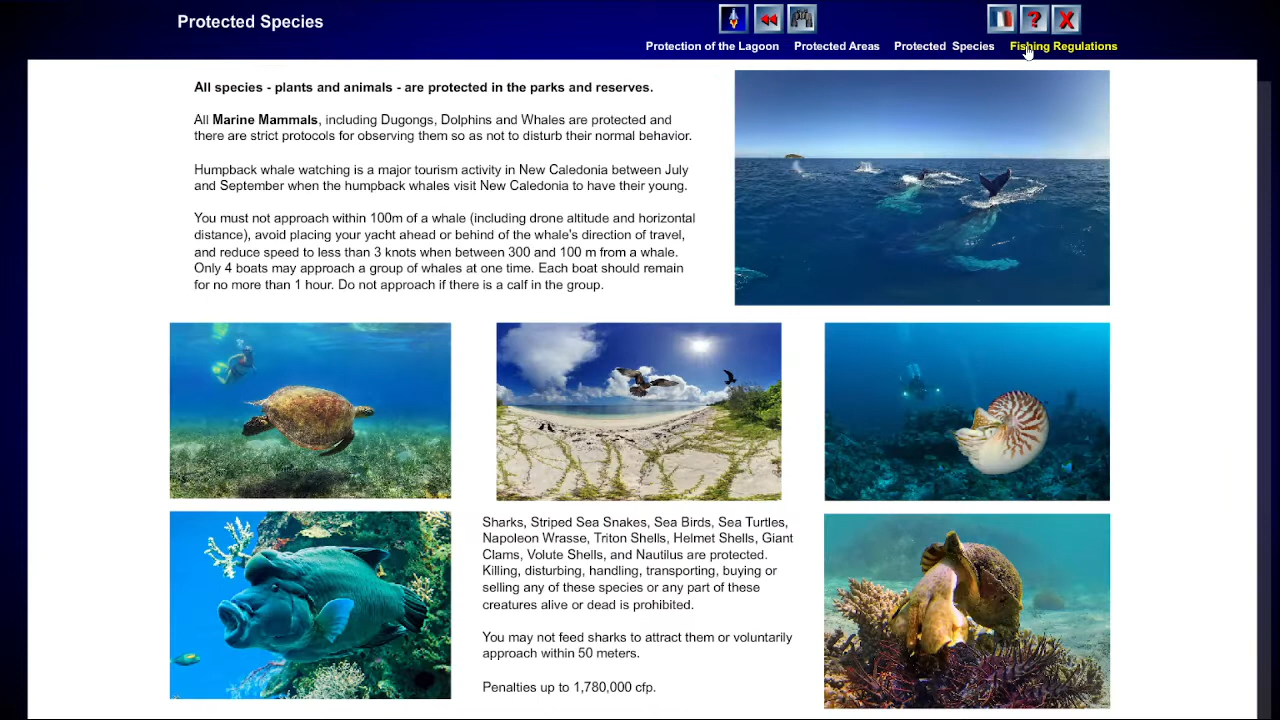 Protected Species
?
X
Protection of the Lagoon
Protected Areas
Protected Species
Fishing Regulations
All species - plants and animals - are protected in the parks and reserves.
All Marine Mammals, including Dugongs, Dolphins and Whales are protected and
there are strict protocols for observing them so as not to disturb their normal behavior.
Humpback whale watching is a major tourism activity in New Caledonia between July
and September when the humpback whales visit New Caledonia to have their young.
You must not approach within 100m of a whale (including drone altitude and horizontal
distance), avoid placing your yacht ahead or behind of the whale's direction of travel,
and reduce speed to less than 3 knots when between 300 and 100 m from a whale.
Only 4 boats may approach a group of whales at one time. Each boat should remain
for no more than 1 hour. Do not approach if there is a calf in the group.
Sharks, Striped Sea Snakes, Sea Birds, Sea Turtles,
Napoleon Wrasse, Triton Shells, Helmet Shells, Giant
Clams, Volute Shells, and Nautilus are protected.
Killing, disturbing, handling, transporting, buying or
selling any of these species or any part of these
creatures alive or dead is prohibited.
You may not feed sharks to attract them or voluntarily
approach within 50 meters.
Penalties up to 1,780,000 cfp.